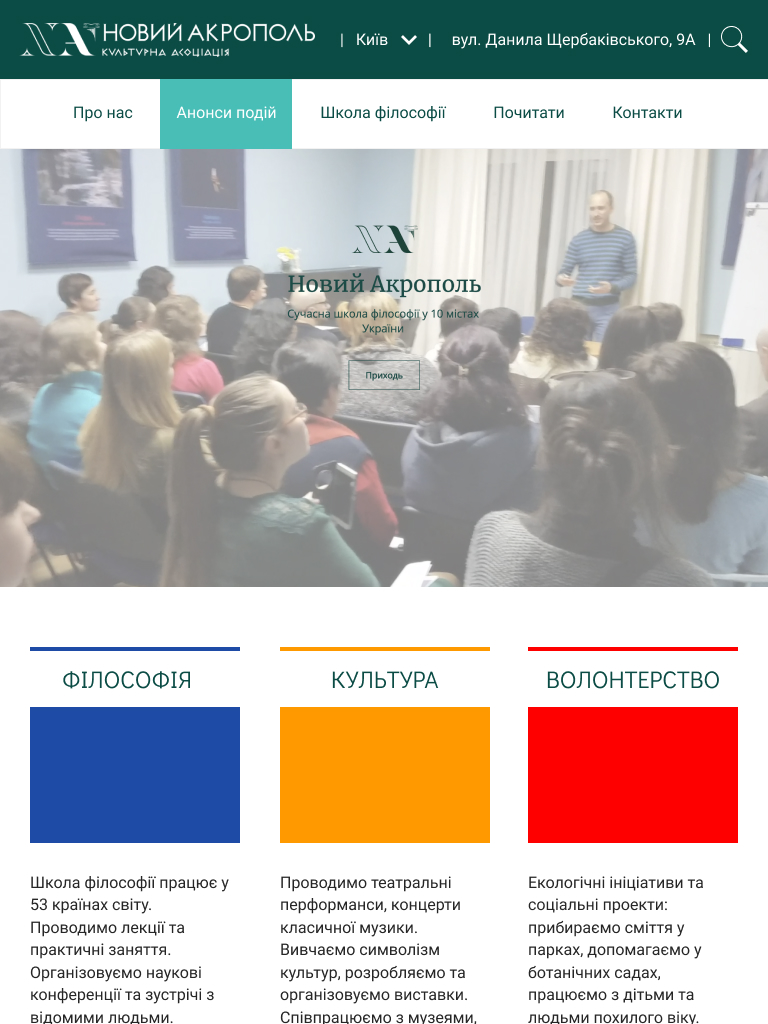 НОВИЙ АКРОПОЛЬ
КУЛЬТУРНА АСОЦІАЦІЯ
| Київ | вул. Данила Щербаківського, 9А |
Про нас Анонси подій Школа філософії Почитати Контакти
Новий Акрополь
Сучасна школа філософії у 10 містах
України
Приходь
ФІЛОСОФІЯ
Школа філософії працює у
53 країнах світу.
Проводимо лекції та
практичні заняття.
Організовуємо наукові
конференції та зустрічі з
відомими людьми.
КУЛЬТУРА
Проводимо театральні
перформанси, концерти
класичної музики.
Вивчаємо символізм
культур, розробляємо та
організовуємо виставки.
Співпрацюємо з музеями,
ВОЛОНТЕРСТВО
Екологічні ініціативи та
соціальні проекти:
прибираємо сміття у
парках, допомагаємо у
ботанічних садах,
працюємо з дітьми та
людьми похилого віку.